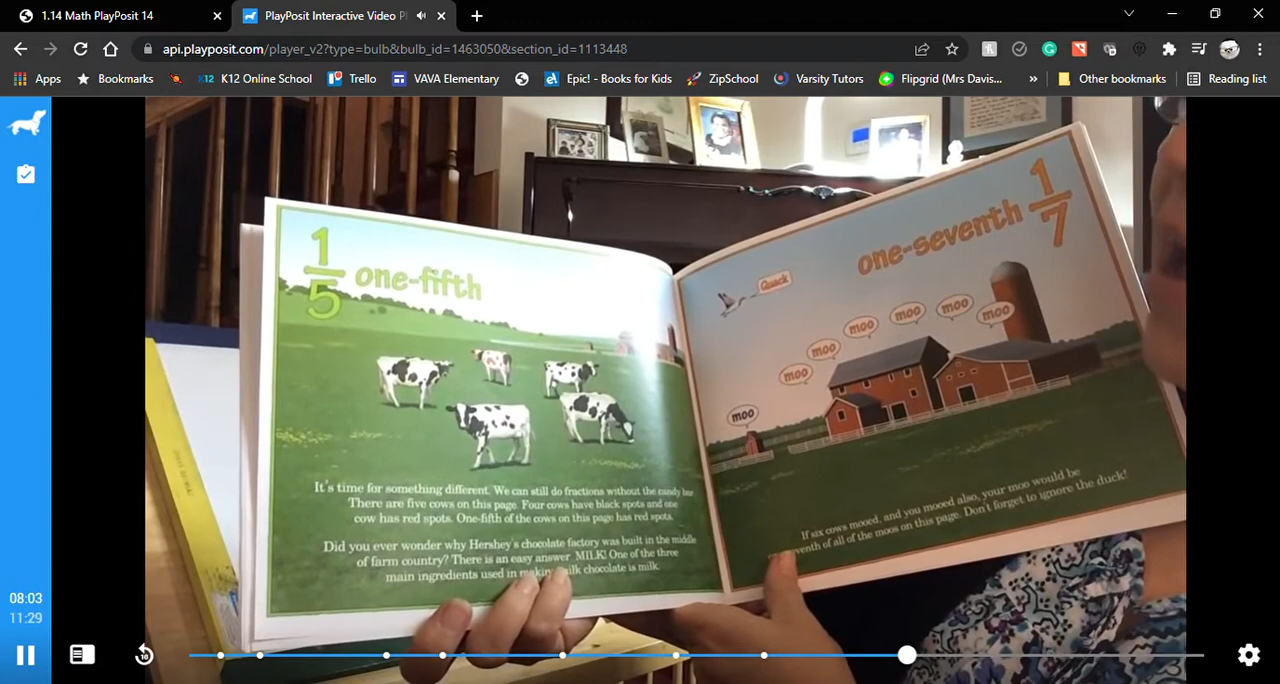 1.14 Math PlayPosit 14
PlayPosit Interactive Video P
api.playposit.com/player_v2?type=bulb&bulb_id=1463050&section_id=1113448
Apps
Bookmarks
K12 K12 Online School
Trello
VAVA Elementary
Epic! - Books for Kids
ZipSchool
Varsity Tutors
Flipgrid (Mrs Davis...
»
Other bookmarks
Reading list
1/5 one-fifth
It's time for something different. We can still do fractions without the candy bar
There are five cows on this page. Four cows have black spots and one
cow has red spots. One-fifth of the cows on this page has red spots.
Did you ever wonder why Hershey's chocolate factory was built in the middle
of farm country? There is an easy answer. MILK! One of the three
main ingredients used in making milk chocolate is milk.
one-seventh 1/7
Quack
moo
moo
moo
moo
moo
moo
moo
If six cows mooed, and you mooed also, your moo would be
of all of the moos on this page. Don't forget to ignore the duck!
08:03
11:29
10